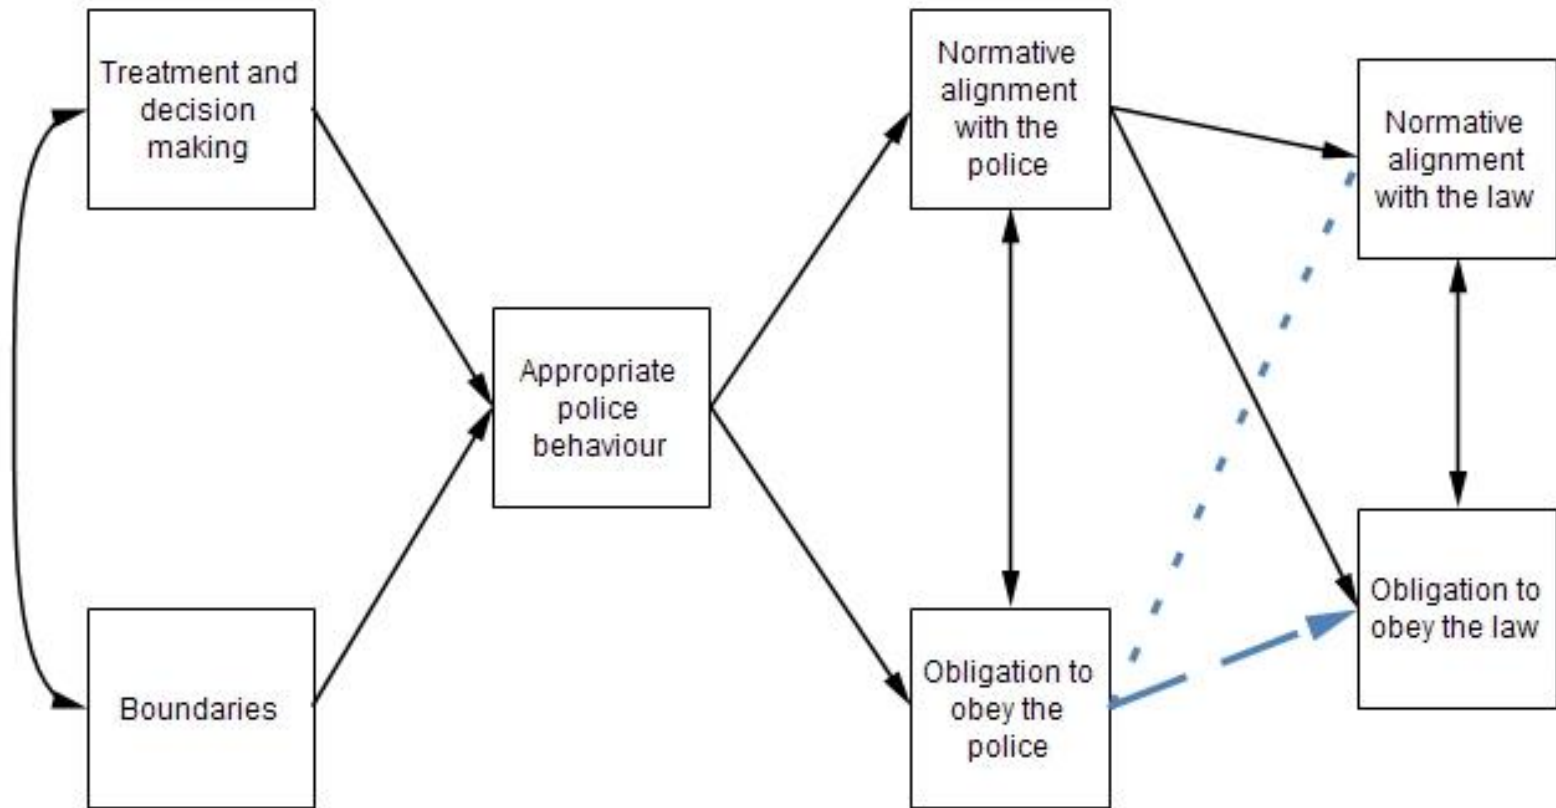 Treatment and
decision
making
Boundaries
Appropriate
police
behaviour
Normative
alignment
with the
police
Obligation to
obey the
police
Normative
alignment
with the law
Obligation to
obey the law